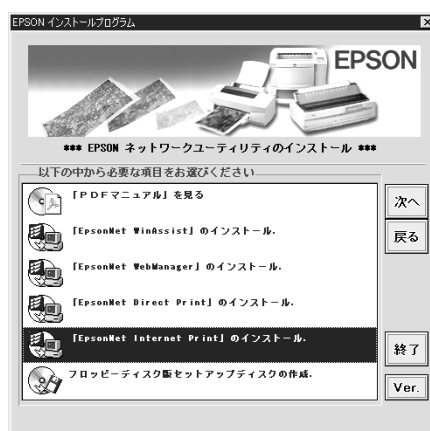 EPSON インストールプログラム
EPSON
*** EPSON ネットワークユーティリティのインストール ***
以下の中から必要な項目をお選びください
「PDFマニュアル」を見る
「EpsonNet WinAssist」のインストール.
「EpsonNet WebManager」のインストール.
「EpsonNet Direct Print」のインストール.
「EpsonNet Internet Print」のインストール.
フロッピーディスク版セットアップディスクの作成.
次へ
戻る
終了
Ver.